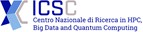 ICSC
Centro Nazionale di Ricerca in HPC,
Big Data and Quantum Computing